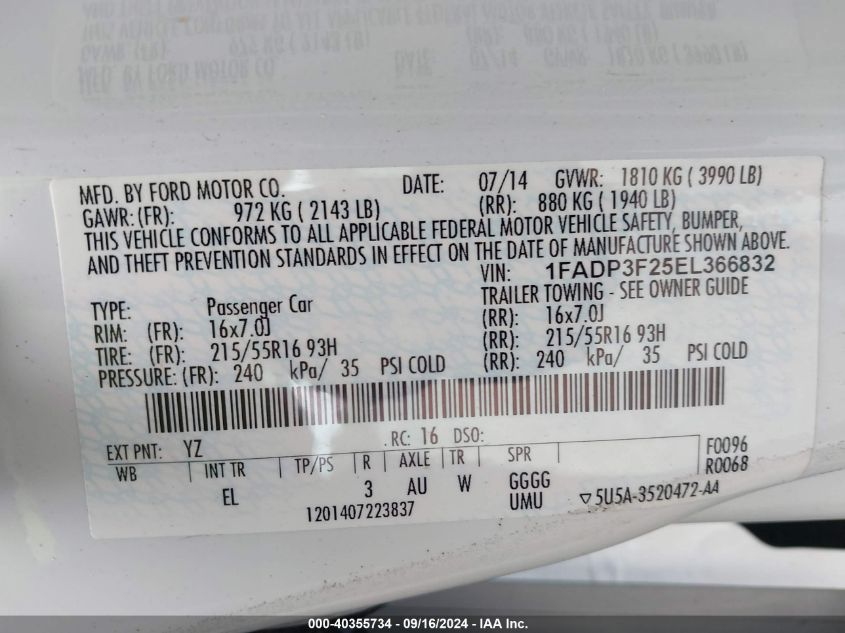 MFD. BY FORD MOTOR CO. DATE: 07/14 GVWR: 1810 KG ( 3990 LB)
GAWR: (FR): 972 KG ( 2143 LB) (RR): 880 KG ( 1940 LB)
THIS VEHICLE CONFORMS TO ALL APPLICABLE FEDERAL MOTOR VEHICLE SAFETY, BUMPER,
AND THEFT PREVENTION STANDARDS IN EFFECT ON THE DATE OF MANUFACTURE SHOWN ABOVE.
VIN: 1FADP3F25EL366832
TYPE: Passenger Car TRAILER TOWING - SEE OWNER GUIDE
RIM: (FR): 16x7.0J (RR): 16x7.0J
TIRE: (FR): 215/55R16 93H (RR): 215/55R16 93H
PRESSURE: (FR): 240 kPa/ 35 PSI COLD (RR): 240 kPa/ 35 PSI COLD
EXT PNT: YZ RC: 16 DSO:
WB INT TR TP/PS R AXLE TR SPR F0096
EL 3 AU W GGGG R0068
1201407223837 UMU 5U5A-3520472-AA
000-40355734 - 09/16/2024 - IAA Inc.